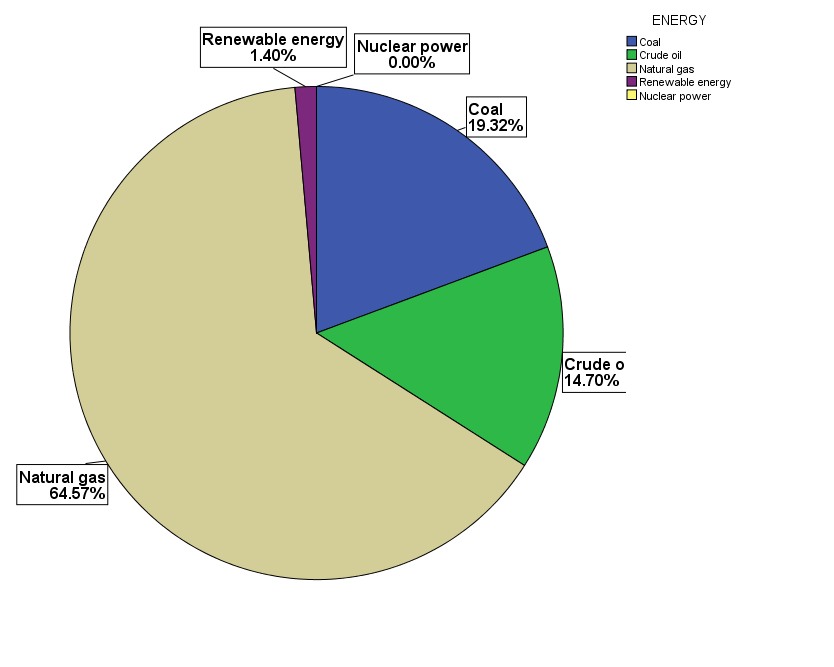 ENERGY
Coal
Crude oil
Natural gas
Renewable energy
Nuclear power
Renewable energy
1.40%
Nuclear power
0.00%
Coal
19.32%
Crude o
14.70%
Natural gas
64.57%